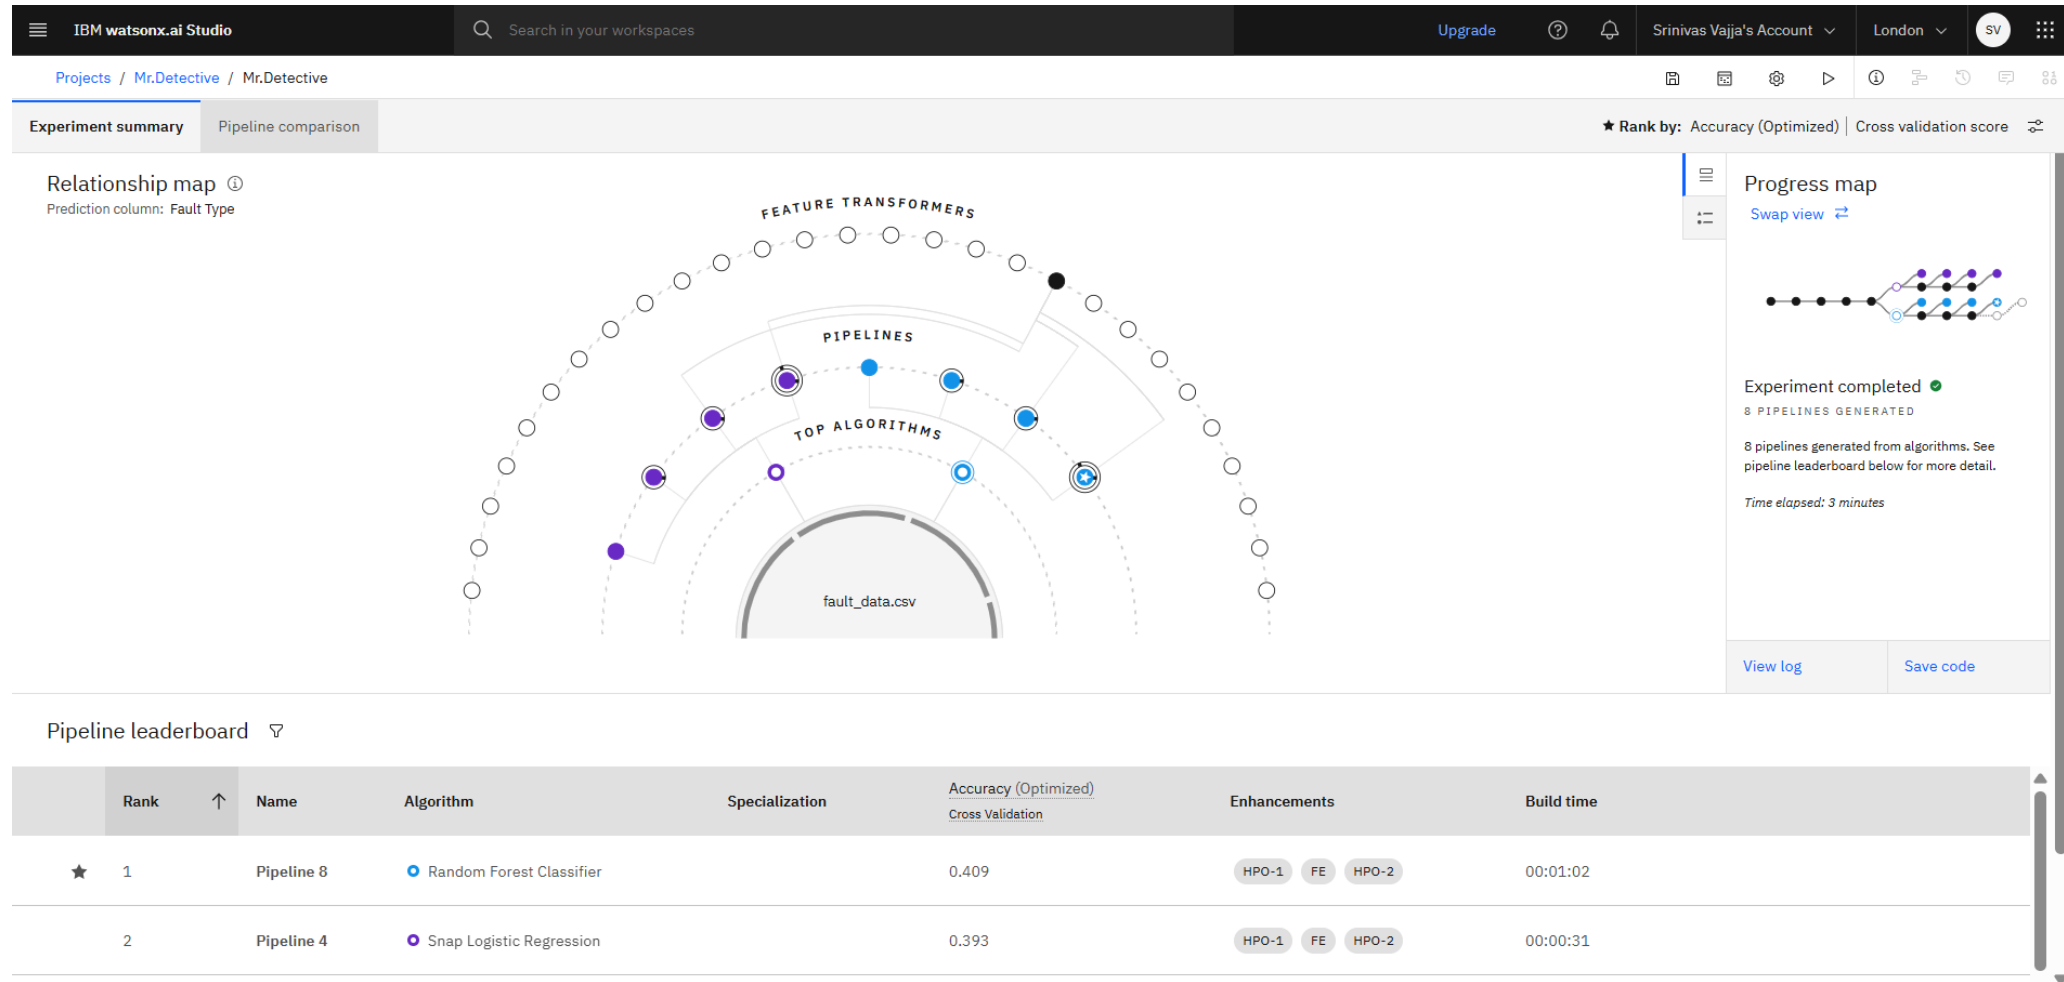 IBM watsonx.ai Studio
Search in your workspaces
Upgrade
Srinivas Vajja's Account
London
SV
Projects / Mr.Detective / Mr.Detective
Experiment summary
Pipeline comparison
Rank by: Accuracy (Optimized) | Cross validation score
Relationship map
Prediction column: Fault Type
FEATURE TRANSFORMERS
PIPELINES
TOP ALGORITHMS
fault_data.csv
Progress map
Swap view
Experiment completed
8 PIPELINES GENERATED
8 pipelines generated from algorithms. See
pipeline leaderboard below for more detail.
Time elapsed: 3 minutes
View log
Save code
Pipeline leaderboard
Rank
Name
Algorithm
Specialization
Accuracy (Optimized)
Cross Validation
Enhancements
Build time
1
Pipeline 8
Random Forest Classifier
0.409
HPO-1 FE HPO-2
00:01:02
2
Pipeline 4
Snap Logistic Regression
0.393
HPO-1 FE HPO-2
00:00:31